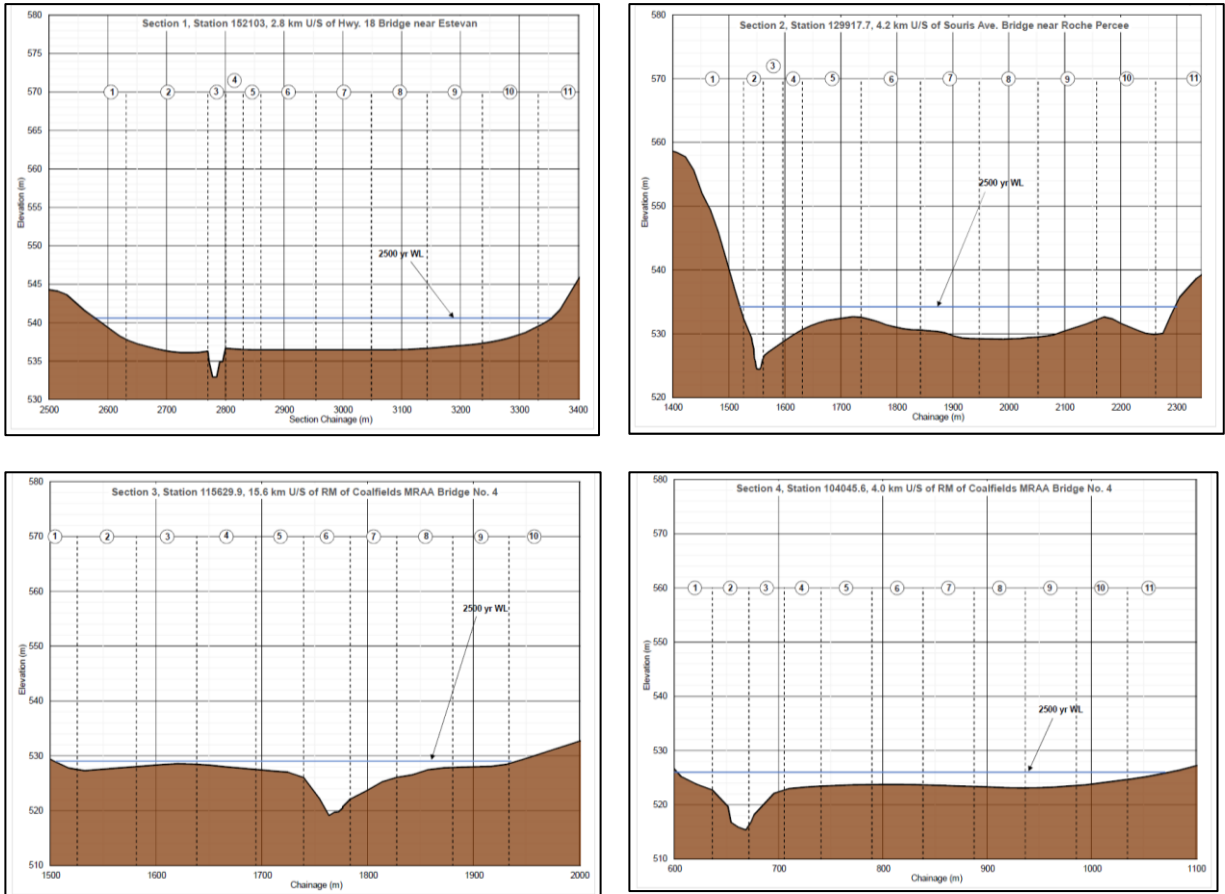 Section 1, Station 152103, 2.8 km U/S of Hwy. 18 Bridge near Estevan
580
575
570
565
560
555
550
545
540
535
530
Elevation (m)
1 2 3 4 5 6 7 8 9 10 11
2500 yr WL
2500 2600 2700 2800 2900 3000 3100 3200 3300 3400
Section Chainage (m)
Section 2, Station 129917.7, 4.2 km U/S of Souris Ave. Bridge near Roche Percee
580
570
560
550
540
530
520
Elevation (m)
1 2 3 4 5 6 7 8 9 10 11
2500 yr WL
1400 1500 1600 1700 1800 1900 2000 2100 2200 2300
Chainage (m)
Section 3, Station 115629.9, 15.6 km U/S of RM of Coalfields MRAA Bridge No. 4
580
570
560
550
540
530
520
510
Elevation (m)
1 2 3 4 5 6 7 8 9 10
2500 yr WL
1500 1600 1700 1800 1900 2000
Chainage (m)
Section 4, Station 104045.6, 4.0 km U/S of RM of Coalfields MRAA Bridge No. 4
580
570
560
550
540
530
520
510
Elevation (m)
1 2 3 4 5 6 7 8 9 10 11
2500 yr WL
600 700 800 900 1000 1100
Chainage (m)